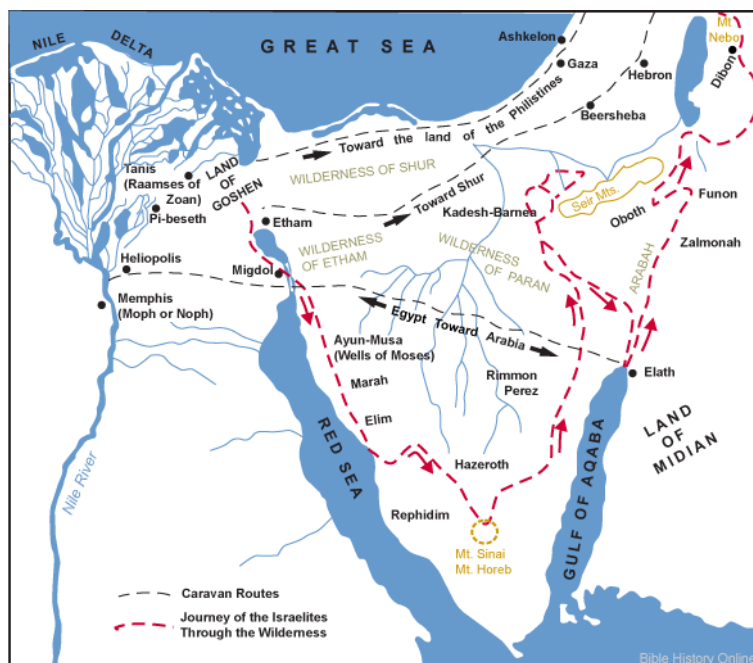 NILE DELTA
GREAT SEA
Mt
Nebo
Dibon
Ashkelon
Gaza
Hebron
Beersheba
Toward the land of the Philistines
Tanis
(Raamses of
Zoan)
Pi-beseth
LAND
OF
GOSHEN
WILDERNESS OF SHUR
Toward Shur
Kadesh-Barnea
Seir Mts.
Oboth
Funon
Zalmonah
Etham
WILDERNESS
OF ETHAM
WILDERNESS
OF PARAN
ARABAH
Heliopolis
Migdol
Memphis
(Moph or Noph)
Egypt Toward Arabia
Ayun-Musa
(Wells of Moses)
Marah
Elim
Rimmon
Perez
Elath
LAND
OF
MIDIAN
RED SEA
Hazeroth
GULF OF AQABA
Rephidim
Mt. Sinai
Mt. Horeb
Nile River
Caravan Routes
Journey of the Israelites
Through the Wilderness
Bible History Online